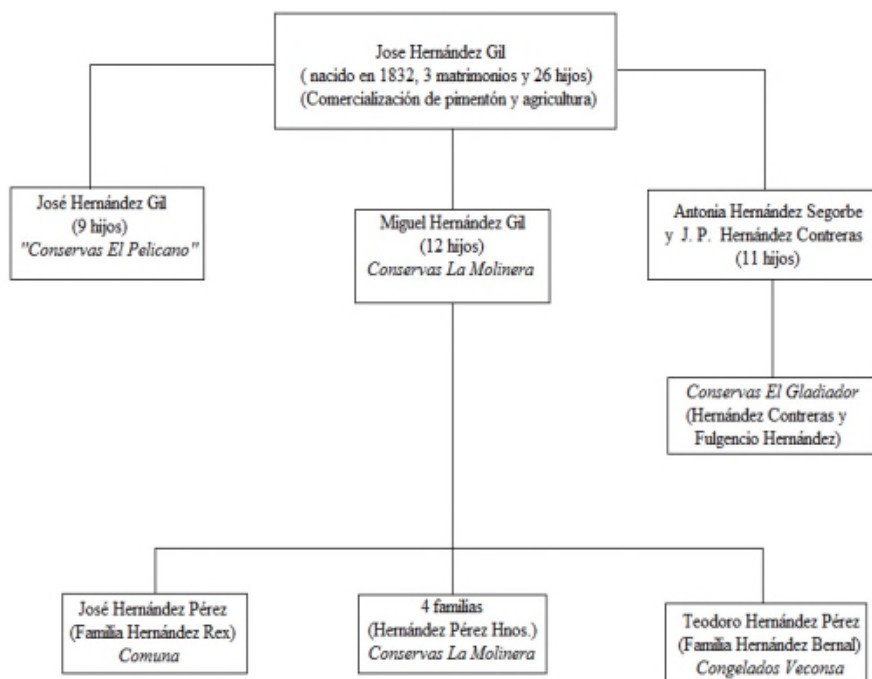 Jose Hernández Gil
( nacido en 1832, 3 matrimonios y 26 hijos)
(Comercialización de pimentón y agricultura)
José Hernández Gil
(9 hijos)
"Conservas El Pelicano"
Miguel Hernández Gil
(12 hijos)
Conservas La Molinera
Antonia Hernández Segorbe
y J. P. Hernández Contreras
(11 hijos)
Conservas El Gladiador
(Hernández Contreras y
Fulgencio Hernández)
José Hernández Pérez
(Familia Hernández Rex)
Comuna
4 familias
(Hernández Pérez Hnos.)
Conservas La Molinera
Teodoro Hernández Pérez
(Familia Hernández Bernal)
Congelados Veconsa